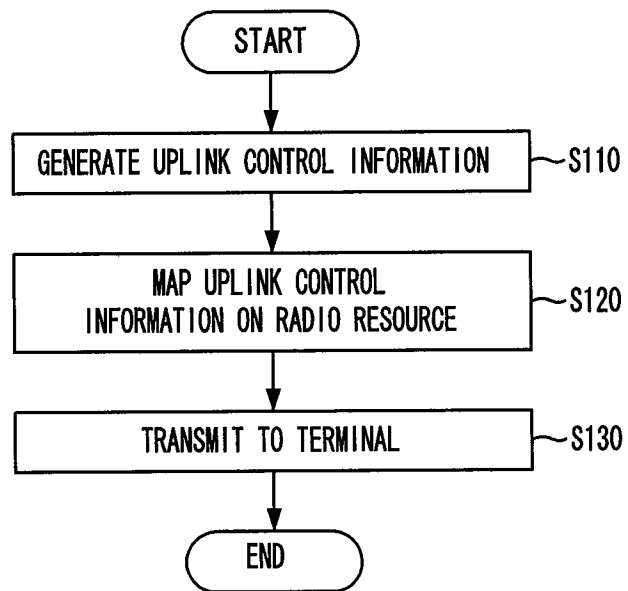 START
GENERATE UPLINK CONTROL INFORMATION
S110
MAP UPLINK CONTROL
INFORMATION ON RADIO RESOURCE
S120
TRANSMIT TO TERMINAL
S130
END